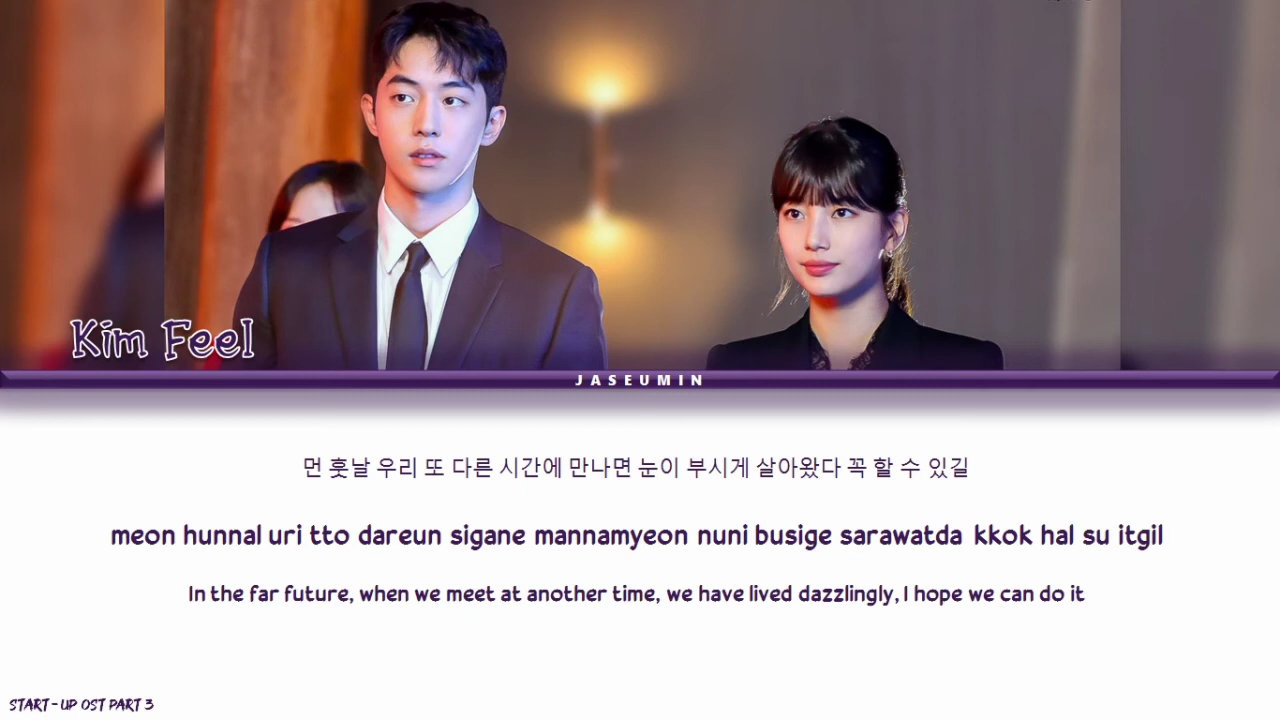 Kim Feel
JASEUMIN
먼 훗날 우리 또 다른 시간에 만나면 눈이 부시게 살아왔다 꼭 할 수 있길
meon hunnal uri tto dareun sigane mannamyeon nuni busige sarawatda kkok hal su itgil
In the far future, when we meet at another time, we have lived dazzlingly, I hope we can do it
START-UP OST PART 3